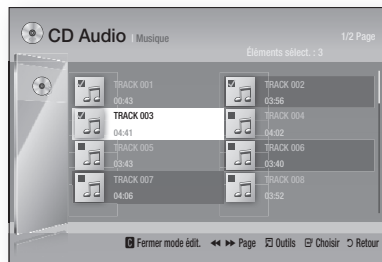 CD Audio | Musique
1/2 Page
Éléments sélect. : 3
TRACK 001
00:43
TRACK 002
03:56
TRACK 003
04:41
TRACK 004
04:02
TRACK 005
03:43
TRACK 006
03:40
TRACK 007
04:06
TRACK 008
03:52
C Fermer mode édit. Page Outils Choisir Retour